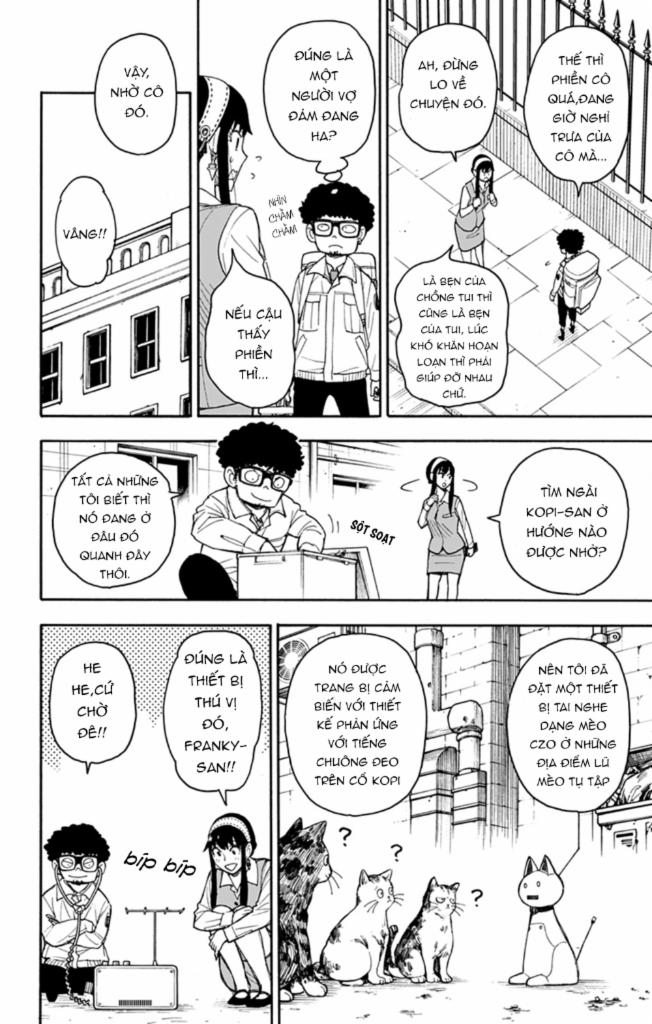 THẾ THÌ
PHIỀN CÔ
QUÁ,ĐANG
GIỜ NGHỈ
TRƯA CỦA
CÔ MÀ...
AH, ĐỪNG
LO VỀ
CHUYỆN ĐÓ.
LÀ BẸN CỦA
CHỒNG TUI THÌ
CŨNG LÀ BẸN
CỦA TUI, LÚC
KHÓ KHĂN HOẠN
LOẠN THÌ PHẢI
GIÚP ĐỠ NHAU
CHỨ.
ĐÚNG LÀ
MỘT
NGƯỜI VỢ
ĐẢM ĐANG
HA?
NHÌN
CHẰM
CHẰM
NẾU CẬU
THẤY
PHIỀN
THÌ...
VẬY,
NHỜ CÔ
ĐÓ.
VÂNG!!
TÌM NGÀI
KOPI-SAN Ở
HƯỚNG NÀO
ĐƯỢC NHỜ?
SỘT SOẠT
TẤT CẢ NHỮNG
TÔI BIẾT THÌ
NÓ ĐANG Ở
ĐÂU ĐÓ
QUANH ĐÂY
THÔI.
NÊN TÔI ĐÃ
ĐẶT MỘT THIẾT
BỊ TAI NGHE
DẠNG MÈO
CZO Ở NHỮNG
ĐỊA ĐIỂM LŨ
MÈO TỤ TẬP
NÓ ĐƯỢC
TRANG BỊ CẢM
BIẾN VỚI THIẾT
KẾ PHẢN ỨNG
VỚI TIẾNG
CHUÔNG ĐEO
TRÊN CỔ KOPI
?
?
?
ĐÚNG LÀ
THIẾT BỊ
THÚ VỊ
ĐÓ,
FRANKY-
SAN!!
HE
HE,CỨ
CHỜ
ĐÊ!!
bíp bíp